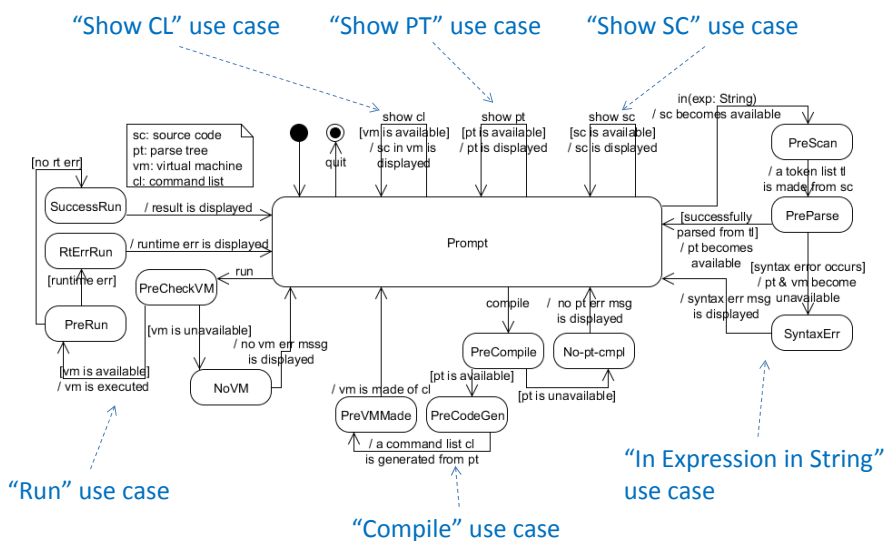 “Show CL” use case
“Show PT” use case
“Show SC” use case
sc: source code
pt: parse tree
vm: virtual machine
cl: command list
quit
show cl
[vm is available]
/ sc in vm is
displayed
show pt
[pt is available]
/ pt is displayed
show sc
[sc is available]
/ sc is displayed
in(exp: String)
/ sc becomes available
PreScan
/ a token list tl
is made from sc
PreParse
[no rt err]
SuccessRun
/ result is displayed
RtErrRun
/ runtime err is displayed
[runtime err]
PreRun
Prompt
[successfully
parsed from tl]
/ pt becomes
available
[syntax error occurs]
/ pt & vm become
unavailable
/ syntax err msg
is displayed
SyntaxErr
run
PreCheckVM
[vm is unavailable]
[vm is available]
/ vm is executed
NoVM
/ no vm err mssg
is displayed
compile
/ no pt err msg
is displayed
PreCompile
No-pt-cmpl
[pt is available]
[pt is unavailable]
/ vm is made of cl
PreVMMade
PreCodeGen
/ a command list cl
is generated from pt
“Run” use case
“Compile” use case
“In Expression in String”
use case